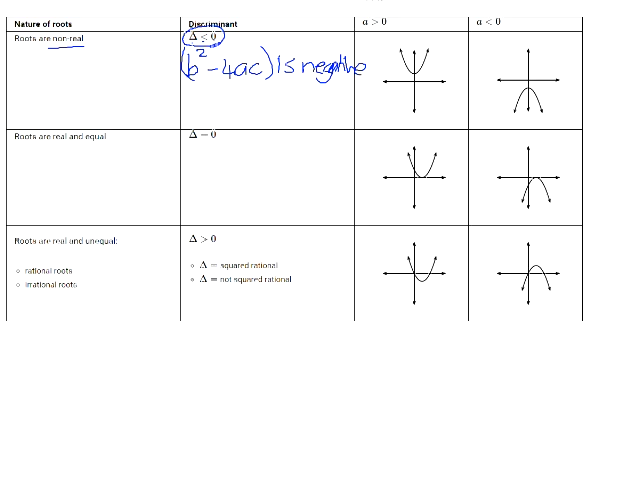 Nature of roots Discriminant a > 0 a < 0
Roots are non-real Δ < 0
(b² - 4ac) is negative
Roots are real and equal Δ = 0
Roots are real and unequal: Δ > 0
○ rational roots ○ Δ = squared rational
○ irrational roots ○ Δ = not squared rational